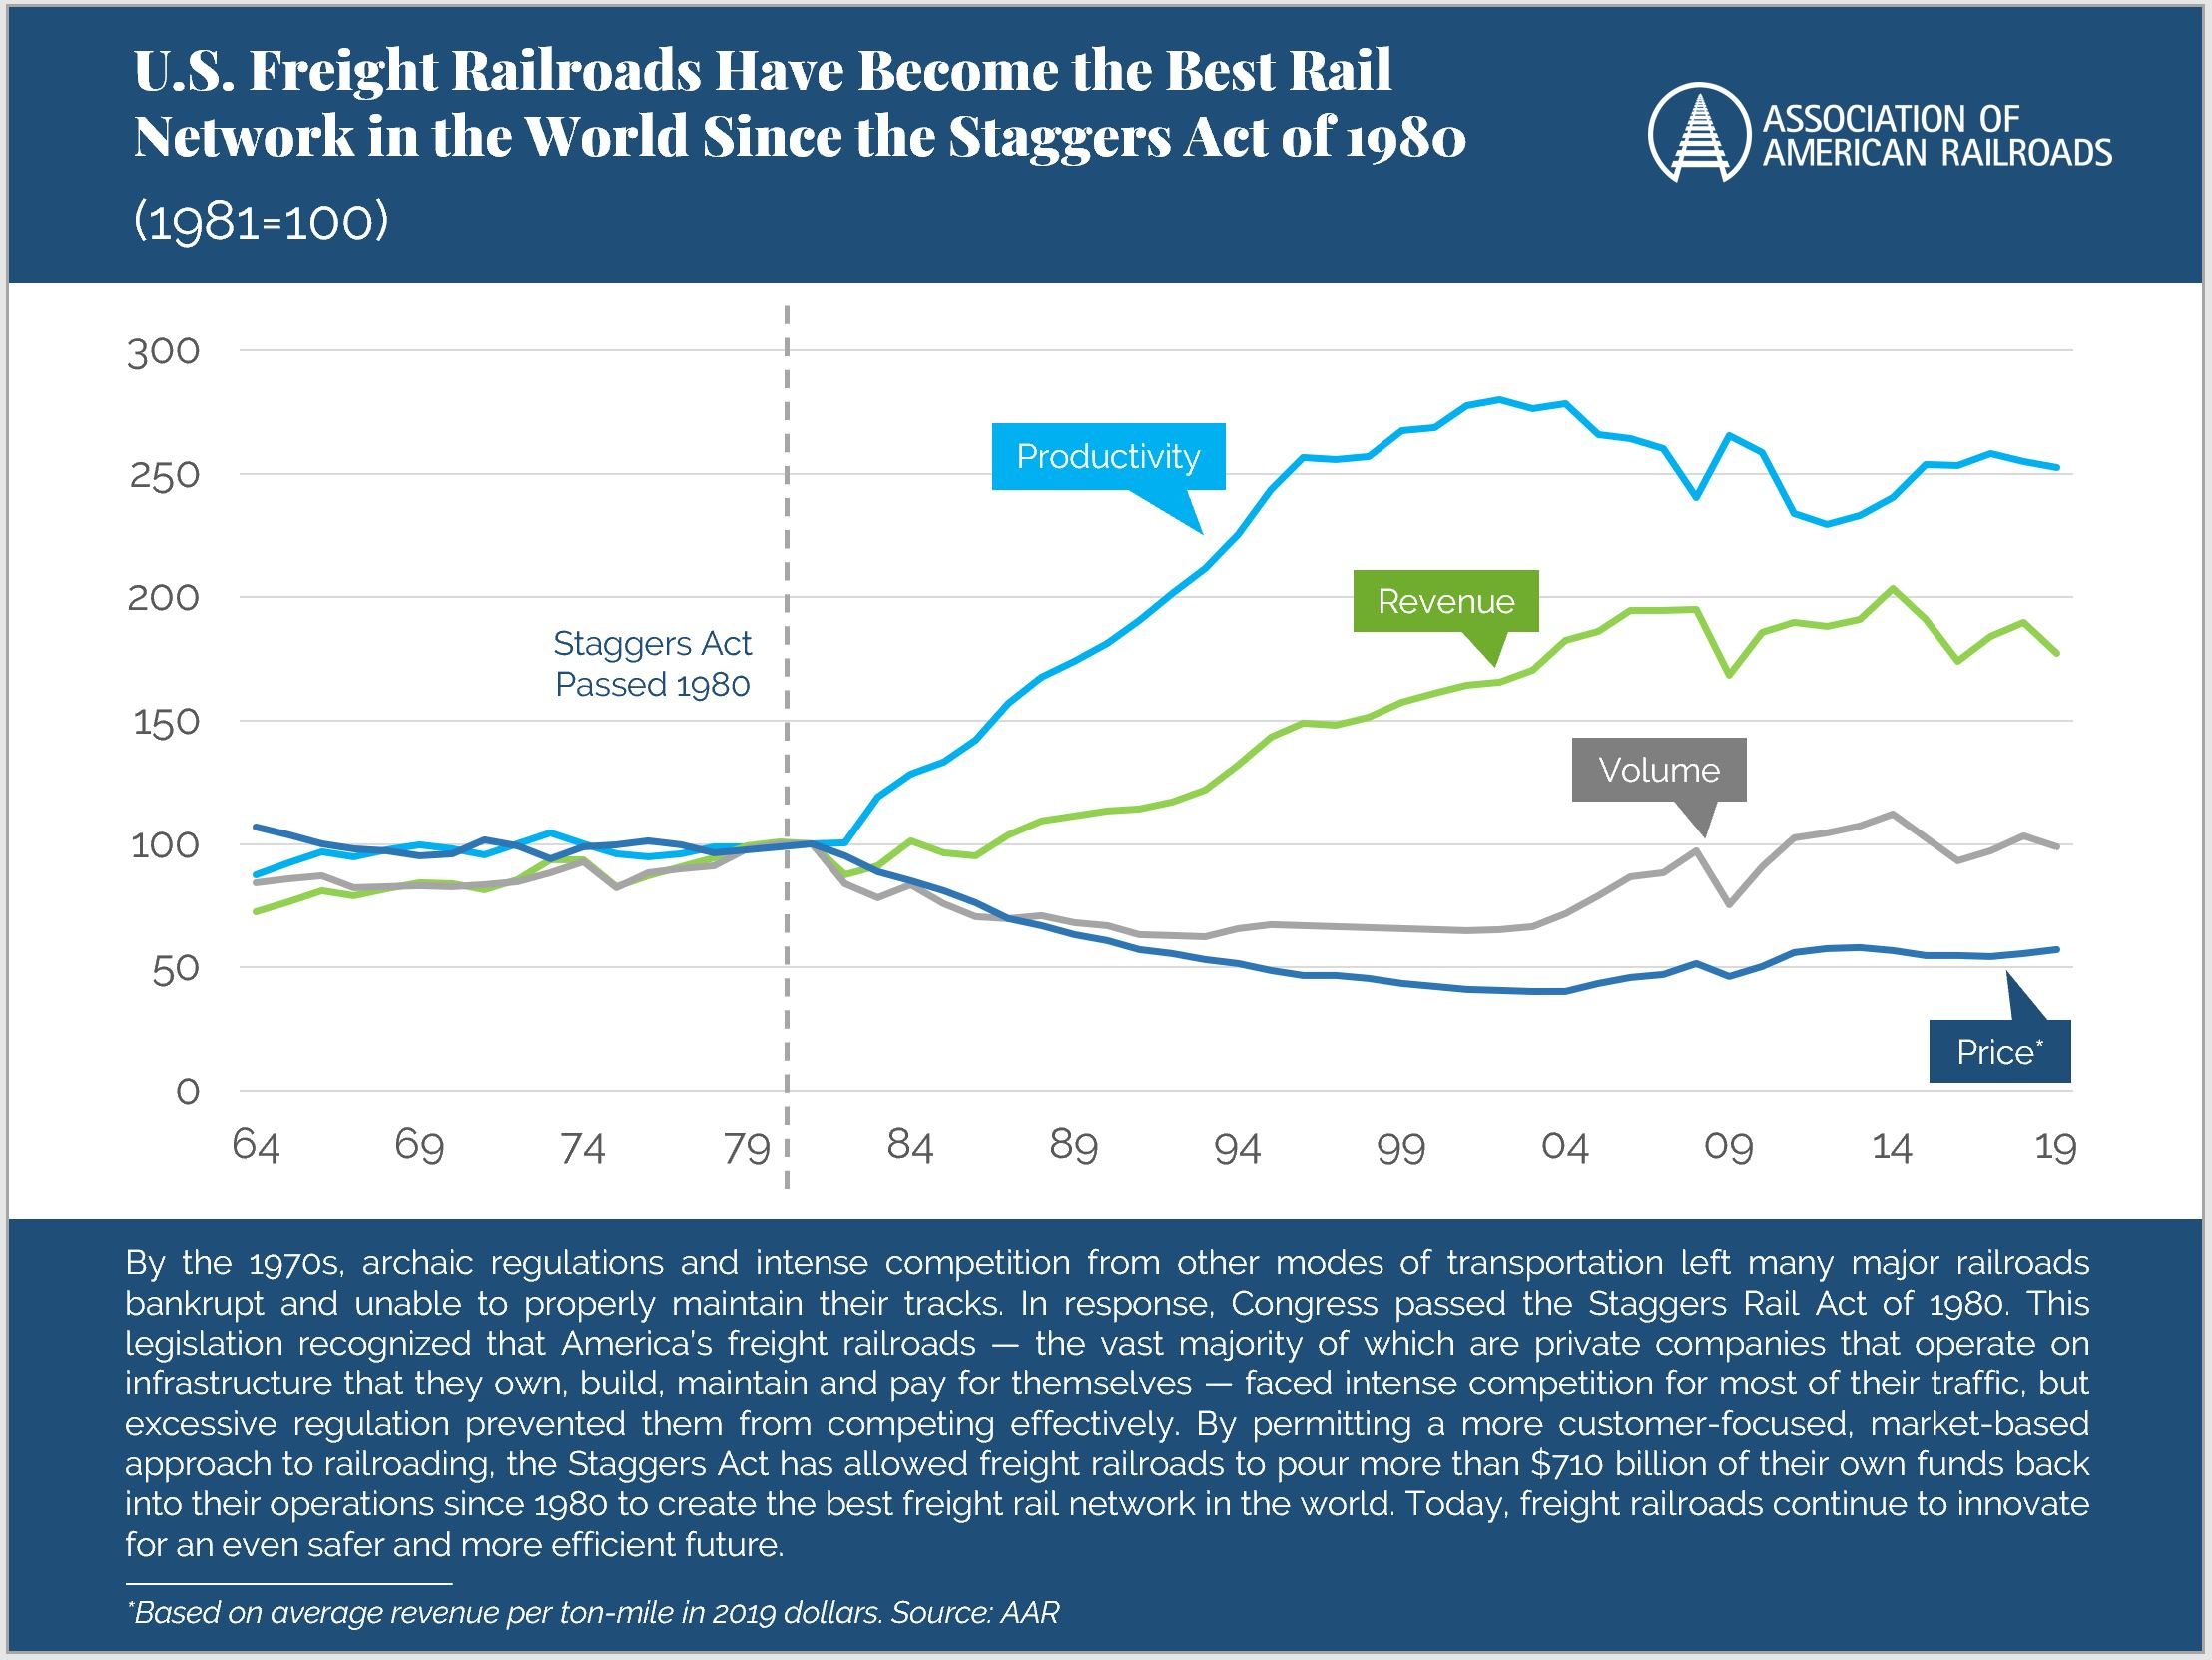 U.S. Freight Railroads Have Become the Best Rail
Network in the World Since the Staggers Act of 1980
(1981=100)
ASSOCIATION OF
AMERICAN RAILROADS
300
250
200
150
100
50
0
Productivity
Revenue
Staggers Act
Passed 1980
Volume
Price*
64 69 74 79 84 89 94 99 04 09 14 19
By the 1970s, archaic regulations and intense competition from other modes of transportation left many major railroads
bankrupt and unable to properly maintain their tracks. In response, Congress passed the Staggers Rail Act of 1980. This
legislation recognized that America's freight railroads — the vast majority of which are private companies that operate on
infrastructure that they own, build, maintain and pay for themselves — faced intense competition for most of their traffic, but
excessive regulation prevented them from competing effectively. By permitting a more customer-focused, market-based
approach to railroading, the Staggers Act has allowed freight railroads to pour more than $710 billion of their own funds back
into their operations since 1980 to create the best freight rail network in the world. Today, freight railroads continue to innovate
for an even safer and more efficient future.
*Based on average revenue per ton-mile in 2019 dollars. Source: AAR